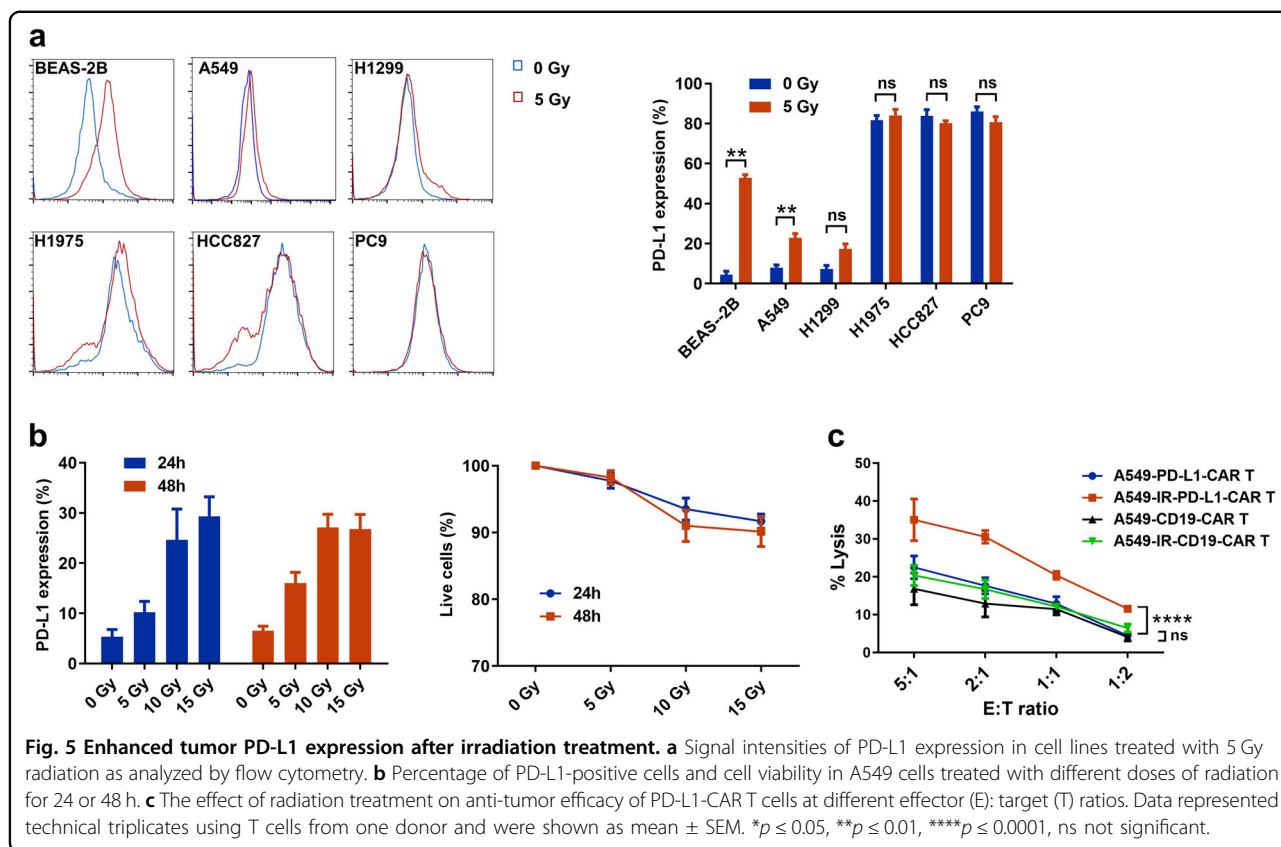 a
BEAS-2B
A549
H1299
0 Gy
5 Gy
H1975
HCC827
PC9
PD-L1 expression (%)
100
80
60
40
20
0
0 Gy
5 Gy
**
**
ns
ns
ns
ns
BEAS--2B
A549
H1299
H1975
HCC827
PC9
b
PD-L1 expression (%)
40
30
20
10
0
24h
48h
0 Gy
5 Gy
10 Gy
15 Gy
0 Gy
5 Gy
10 Gy
15 Gy
Live cells (%)
100
90
80
70
24h
48h
0 Gy
5 Gy
10 Gy
15 Gy
c
% Lysis
50
40
30
20
10
0
A549-PD-L1-CAR T
A549-IR-PD-L1-CAR T
A549-CD19-CAR T
A549-IR-CD19-CAR T
****
ns
5:1
2:1
1:1
1:2
E:T ratio
Fig. 5 Enhanced tumor PD-L1 expression after irradiation treatment. a Signal intensities of PD-L1 expression in cell lines treated with 5 Gy
radiation as analyzed by flow cytometry. b Percentage of PD-L1-positive cells and cell viability in A549 cells treated with different doses of radiation
for 24 or 48 h. c The effect of radiation treatment on anti-tumor efficacy of PD-L1-CAR T cells at different effector (E): target (T) ratios. Data represented
technical triplicates using T cells from one donor and were shown as mean ± SEM. *p ≤ 0.05, **p ≤ 0.01, ****p ≤ 0.0001, ns not significant.